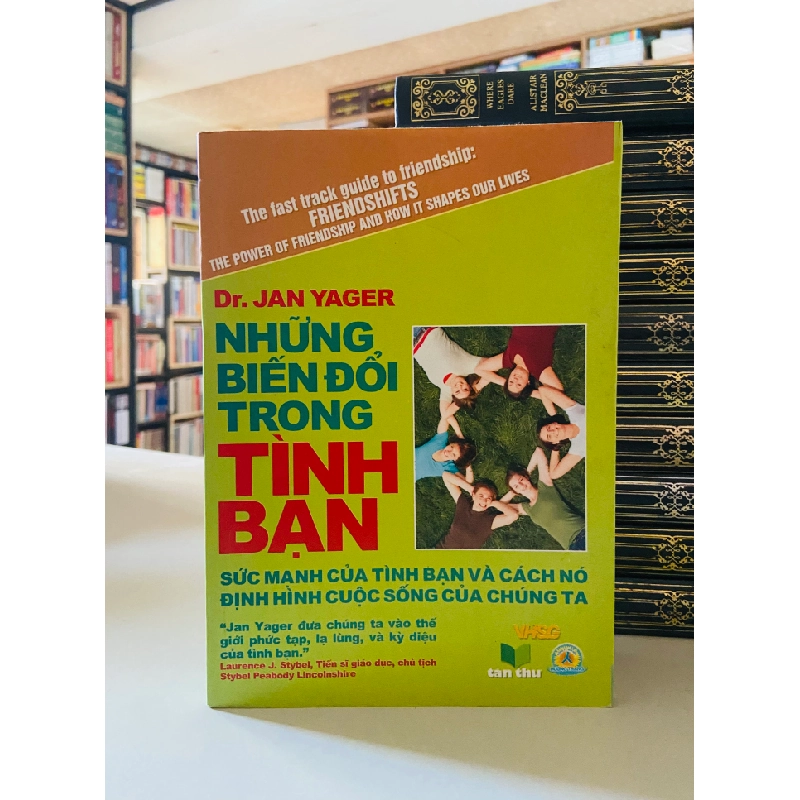 The fast track guide to friendship:
FRIENDSHIFTS
THE POWER OF FRIENDSHIP AND HOW IT SHAPES OUR LIVES
Dr. JAN YAGER
NHỮNG
BIẾN ĐỔI
TRONG
TÌNH
BẠN
SỨC MẠNH CỦA TÌNH BẠN VÀ CÁCH NÓ
ĐỊNH HÌNH CUỘC SỐNG CỦA CHÚNG TA
"Jan Yager đưa chúng ta vào thế
giới phức tạp, lạ lùng, và kỳ diệu
của tình bạn."
Laurence J. Stybel, Tiến sĩ giáo dục, chủ tịch
Stybel Peabody Lincolnshire
VHSG
tân thư
WHERE
EAGLES
DARE
ALISTAIR
MACLEAN